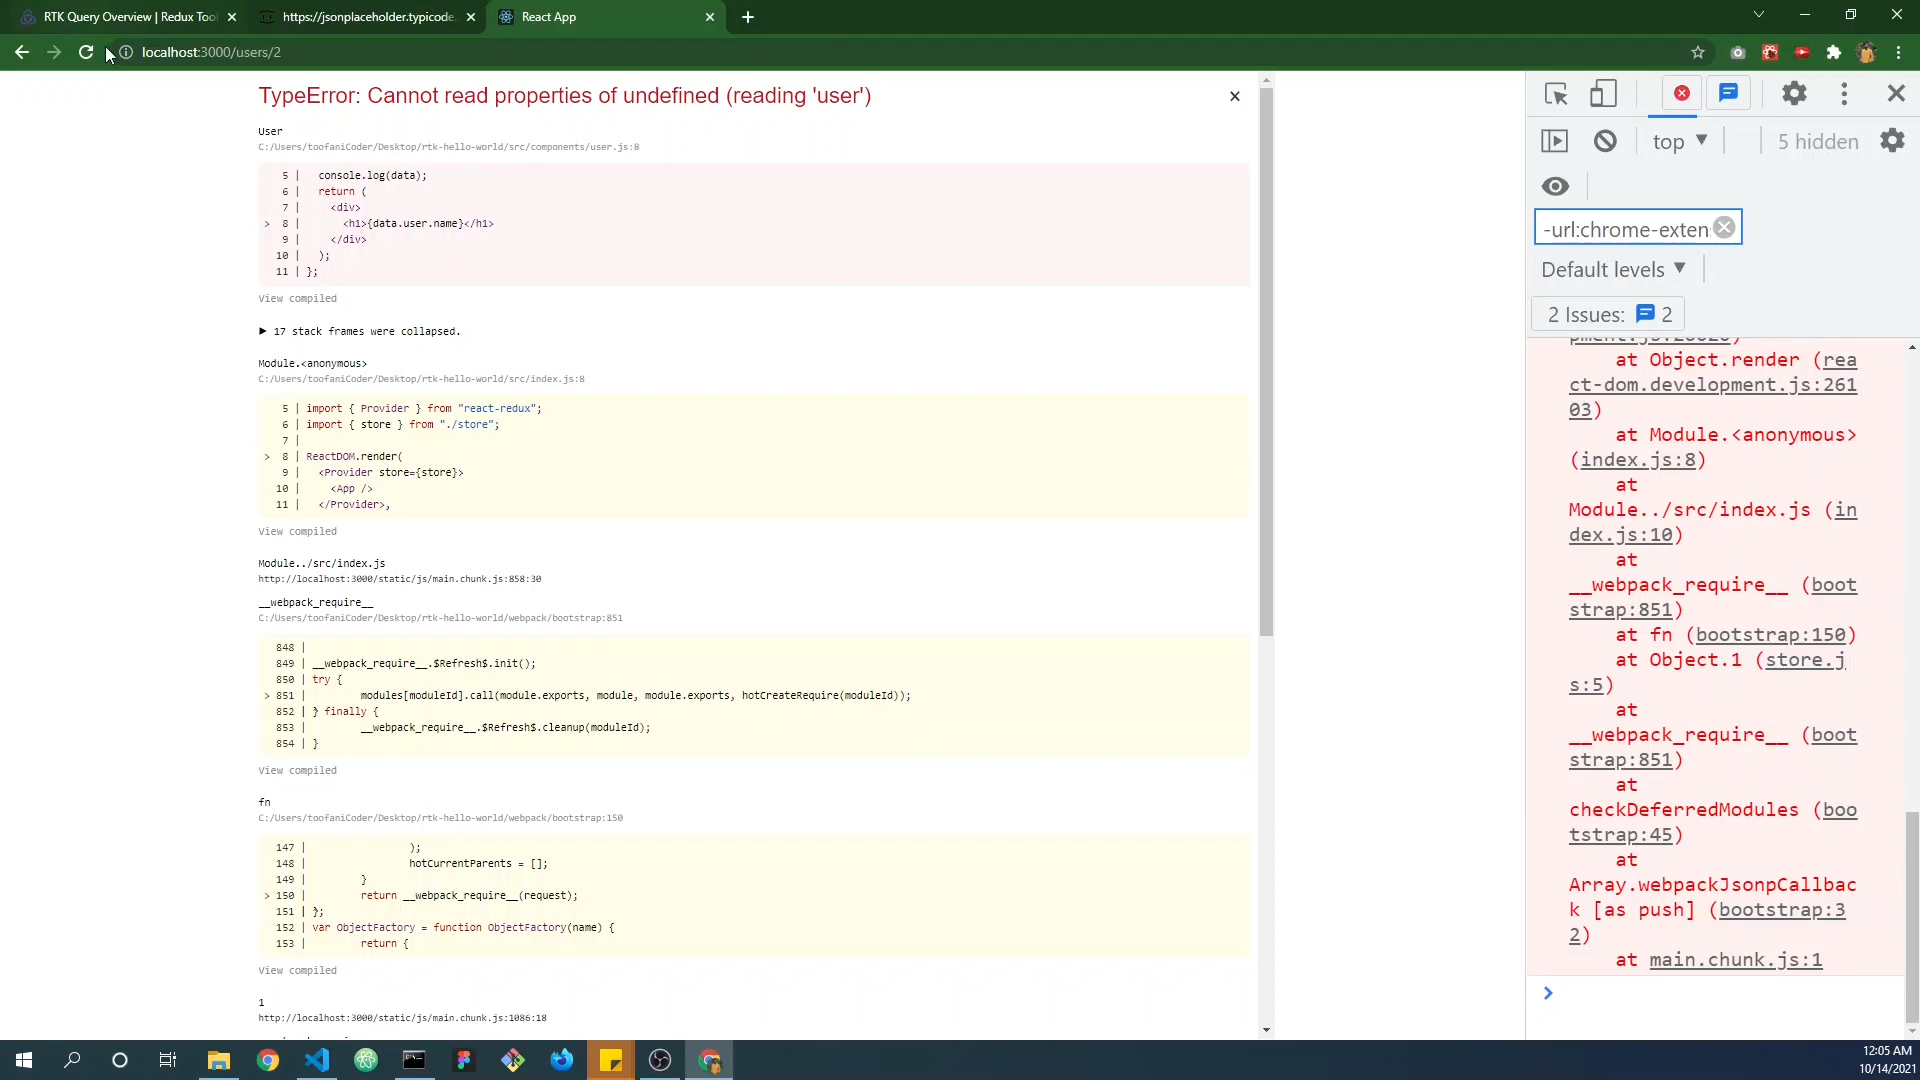 RTK Query Overview | Redux Tool
https://jsonplaceholder.typicode.
React App
localhost:3000/users/2
TypeError: Cannot read properties of undefined (reading 'user')
User
C:/Users/toofaniCoder/Desktop/rtk-hello-world/src/components/user.js:8
5 | console.log(data);
6 | return (
7 | <div>
> 8 | <h1>{data.user.name}</h1>
9 | </div>
10 | );
11 | };
View compiled
▶ 17 stack frames were collapsed.
Module.<anonymous>
C:/Users/toofaniCoder/Desktop/rtk-hello-world/src/index.js:8
5 | import { Provider } from "react-redux";
6 | import { store } from "./store";
7 |
> 8 | ReactDOM.render(
9 | <Provider store={store}>
10 | <App />
11 | </Provider>,
View compiled
Module../src/index.js
http://localhost:3000/static/js/main.chunk.js:858:30
__webpack_require__
C:/Users/toofaniCoder/Desktop/rtk-hello-world/webpack/bootstrap:851
848 |
849 | __webpack_require__.$Refresh$.init();
850 | try {
> 851 | modules[moduleId].call(module.exports, module, module.exports, hotCreateRequire(moduleId));
852 | } finally {
853 | __webpack_require__.$Refresh$.cleanup(moduleId);
854 | }
View compiled
fn
C:/Users/toofaniCoder/Desktop/rtk-hello-world/webpack/bootstrap:150
147 | );
148 | hotCurrentParents = [];
149 | }
> 150 | return __webpack_require__(request);
151 | };
152 | var ObjectFactory = function ObjectFactory(name) {
153 | return {
View compiled
1
http://localhost:3000/static/js/main.chunk.js:1086:18
top ▼
5 hidden
-url:chrome-exten
Default levels ▼
2 Issues: 2
at Object.render (rea
ct-dom.development.js:261
03)
at Module.<anonymous>
(index.js:8)
at
Module../src/index.js (in
dex.js:10)
at
__webpack_require__ (boot
strap:851)
at fn (bootstrap:150)
at Object.1 (store.j
s:5)
at
__webpack_require__ (boot
strap:851)
at
checkDeferredModules (boo
tstrap:45)
at
Array.webpackJsonpCallbac
k [as push] (bootstrap:3
2)
at main.chunk.js:1
12:05 AM
10/14/2021